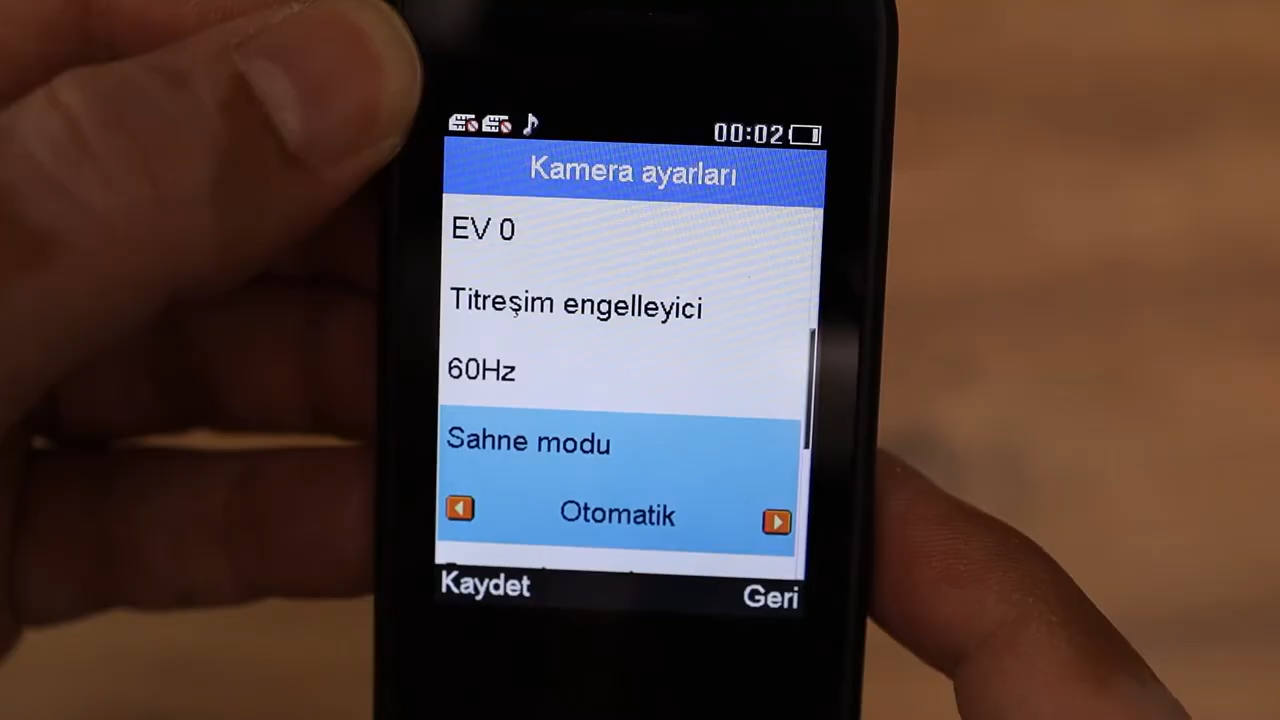 00:02
Kamera ayarları
EV 0
Titreşim engelleyici
60Hz
Sahne modu
Otomatik
Kaydet
Geri